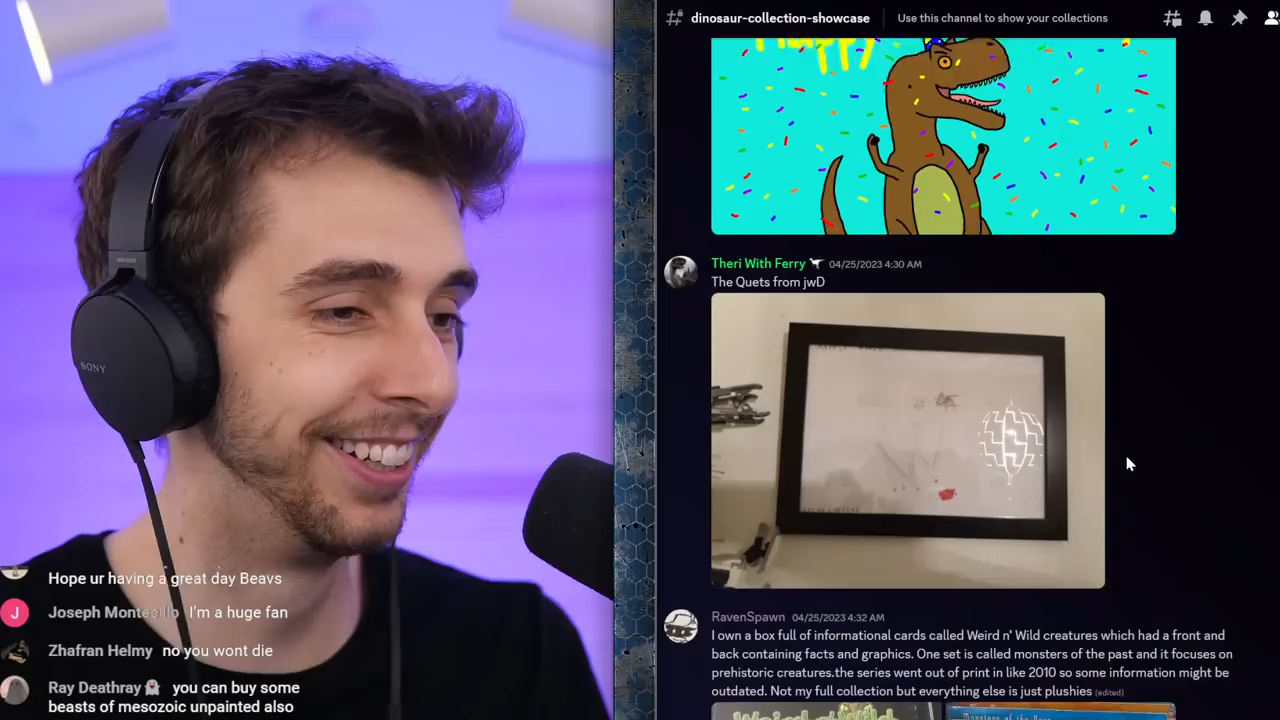 dinosaur-collection-showcase Use this channel to show your collections
Happy
SONY
Theri With Ferry 04/25/2023 4:30 AM
The Quets from jwD
RavenSpawn 04/25/2023 4:32 AM
I own a box full of informational cards called Weird n' Wild creatures which had a front and
back containing facts and graphics. One set is called monsters of the past and it focuses on
prehistoric creatures.the series went out of print in like 2010 so some information might be
outdated. Not my full collection but everything else is just plushies (edited)
Hope ur having a great day Beavs
J
Joseph Montecillo I'm a huge fan
Zhafran Helmy no you wont die
Ray Deathray you can buy some
beasts of mesozoic unpainted also